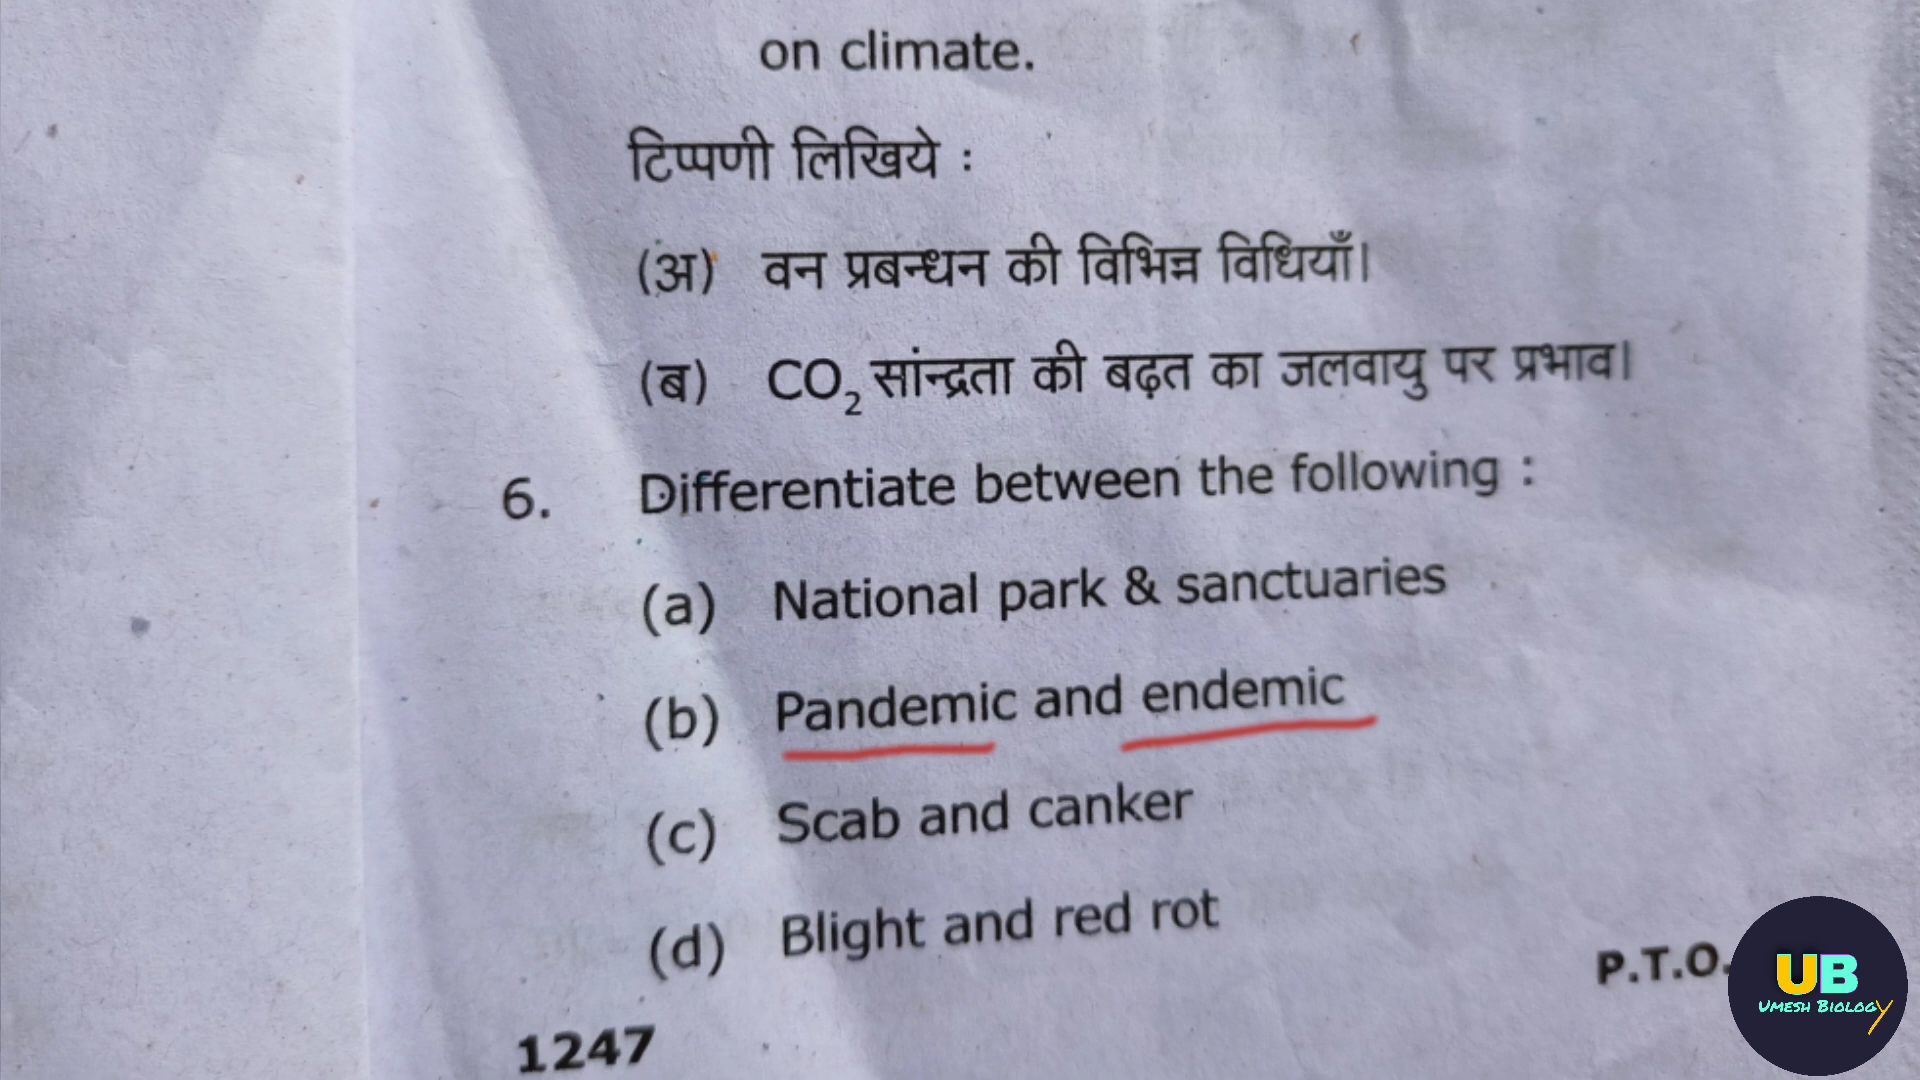 on climate.
टिप्पणी लिखिये :
(अ) वन प्रबन्धन की विभिन्न विधियाँ।
(ब) CO₂ सांन्द्रता की बढ़त का जलवायु पर प्रभाव।
6. Differentiate between the following :
(a) National park & sanctuaries
(b) Pandemic and endemic
(c) Scab and canker
(d) Blight and red rot
P.T.O.
1247
UB
UMESH BIOLOGY